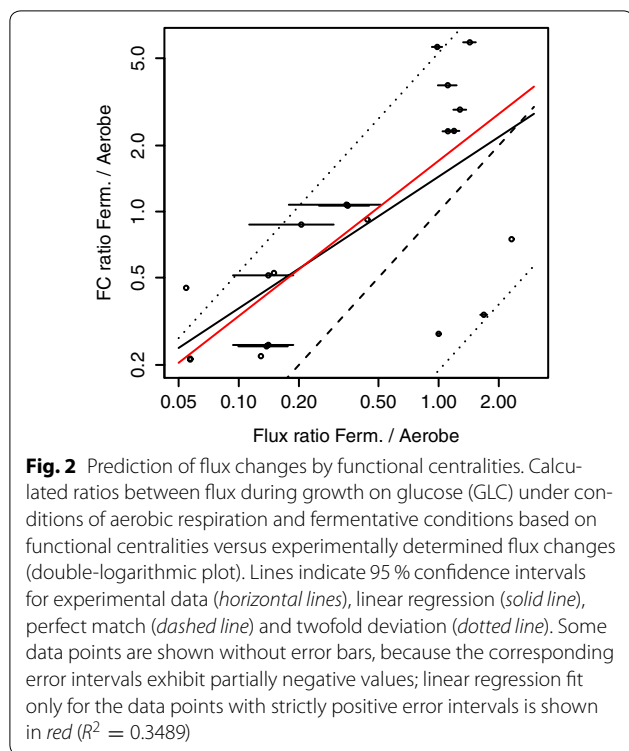 5.0
2.0
1.0
0.5
0.2
FC ratio Ferm. / Aerobe
0.05 0.10 0.20 0.50 1.00 2.00
Flux ratio Ferm. / Aerobe
Fig. 2 Prediction of flux changes by functional centralities. Calcu-
lated ratios between flux during growth on glucose (GLC) under con-
ditions of aerobic respiration and fermentative conditions based on
functional centralities versus experimentally determined flux changes
(double-logarithmic plot). Lines indicate 95 % confidence intervals
for experimental data (horizontal lines), linear regression (solid line),
perfect match (dashed line) and twofold deviation (dotted line). Some
data points are shown without error bars, because the corresponding
error intervals exhibit partially negative values; linear regression fit
only for the data points with strictly positive error intervals is shown
in red (R² = 0.3489)